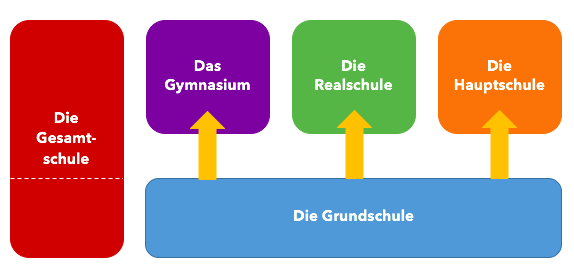 Die
Gesamt-
schule
Das
Gymnasium
Die
Realschule
Die
Hauptschule
Die Grundschule